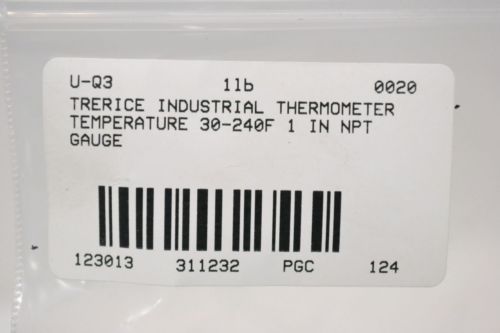 U-Q3 1lb 0020
TRERICE INDUSTRIAL THERMOMETER
TEMPERATURE 30-240F 1 IN NPT
GAUGE
123013 311232 PGC 124